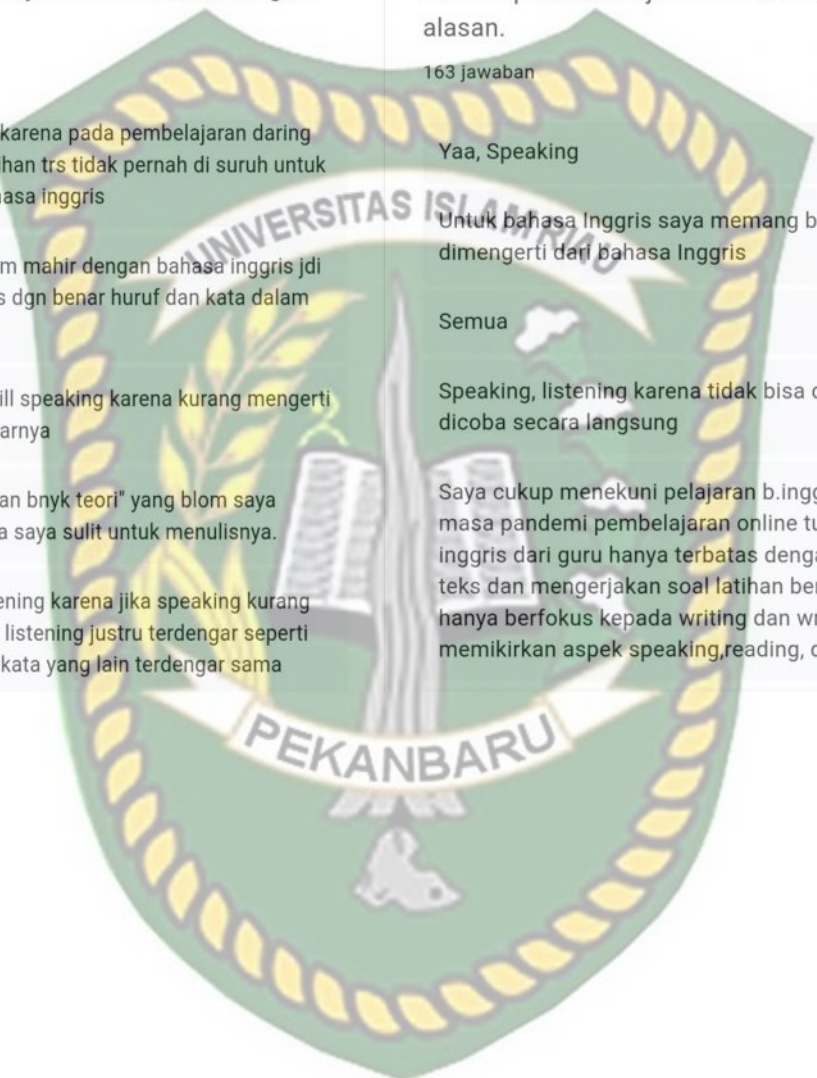 karena pada pembelajaran daring
ihan trs tidak pernah di suruh untuk
asa inggris
m mahir dengan bahasa inggris jdi
s dgn benar huruf dan kata dalam
ill speaking karena kurang mengerti
arnya
an bnyk teori" yang blom saya
a saya sulit untuk menulisnya.
ening karena jika speaking kurang
listening justru terdengar seperti
kata yang lain terdengar sama
alasan.
163 jawaban
Yaa, Speaking
Untuk bahasa Inggris saya memang b
dimengerti dari bahasa Inggris
Semua
Speaking, listening karena tidak bisa
dicoba secara langsung
Saya cukup menekuni pelajaran b.ingg
masa pandemi pembelajaran online tu
inggris dari guru hanya terbatas denga
teks dan mengerjakan soal latihan ber
hanya berfokus kepada writing dan wr
memikirkan aspek speaking,reading,
UNIVERSITAS ISLAM RIAU
PEKANBARU